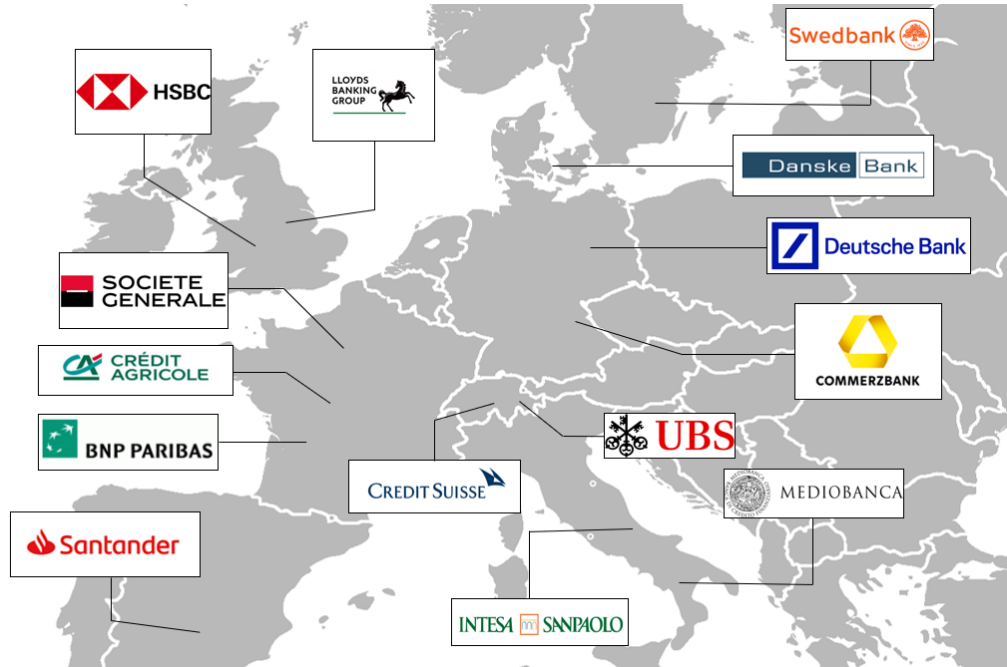 Swedbank
HSBC
LLOYDS
BANKING
GROUP
Danske Bank
Deutsche Bank
SOCIETE
GENERALE
COMMERZBANK
CRÉDIT
AGRICOLE
BNP PARIBAS
UBS
CREDIT SUISSE
MEDIOBANCA
Santander
INTESA SANPAOLO